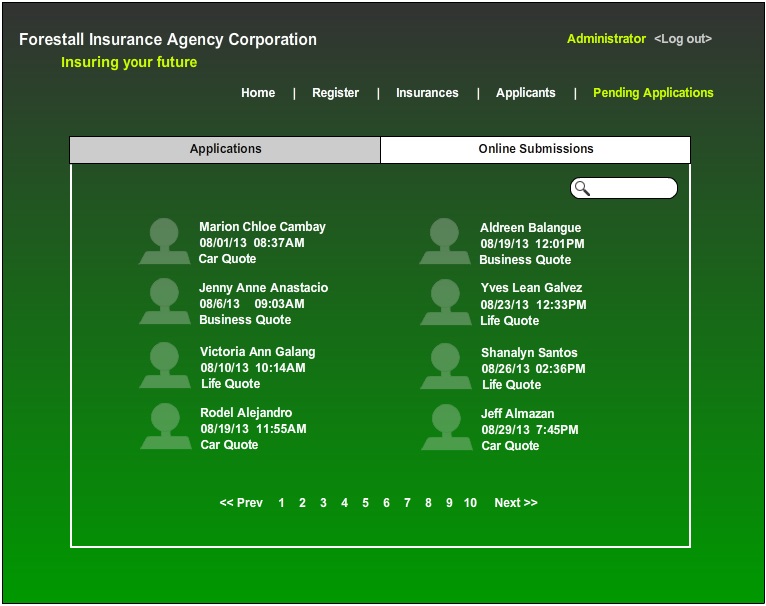 Forestall Insurance Agency Corporation
Administrator <Log out>
Insuring your future
Home | Register | Insurances | Applicants | Pending Applications
Applications
Online Submissions
Marion Chloe Cambay
08/01/13 08:37AM
Car Quote
Aldreen Balangue
08/19/13 12:01PM
Business Quote
Jenny Anne Anastacio
08/6/13 09:03AM
Business Quote
Yves Lean Galvez
08/23/13 12:33PM
Life Quote
Victoria Ann Galang
08/10/13 10:14AM
Life Quote
Shanalyn Santos
08/26/13 02:36PM
Life Quote
Rodel Alejandro
08/19/13 11:55AM
Car Quote
Jeff Almazan
08/29/13 7:45PM
Car Quote
<< Prev 1 2 3 4 5 6 7 8 9 10 Next >>